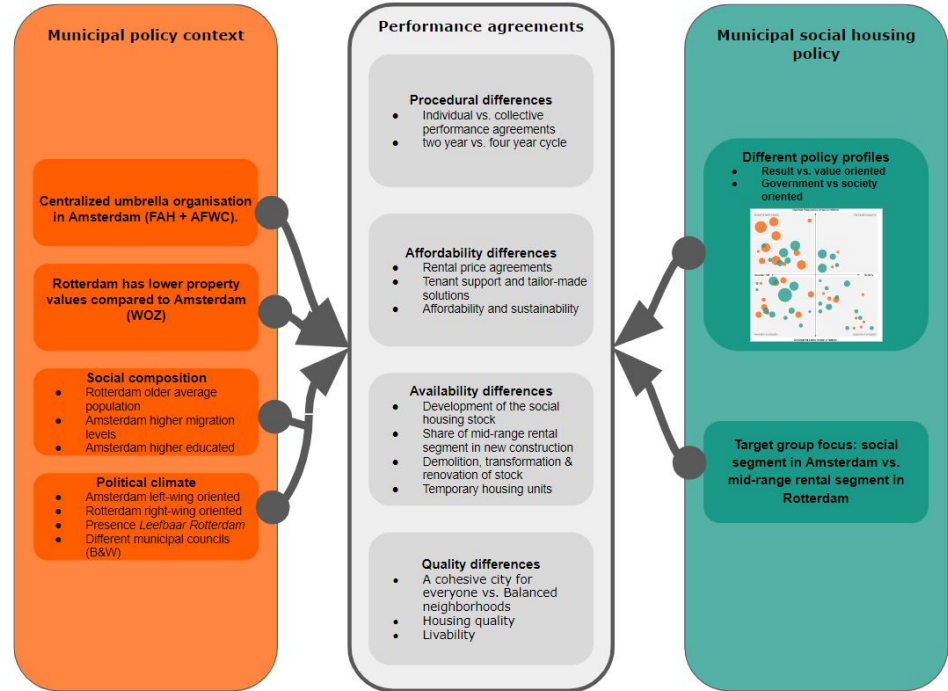 Municipal policy context
Centralized umbrella organisation
in Amsterdam (FAH + AFWC).
Rotterdam has lower property
values compared to Amsterdam
(WOZ)
Social composition
● Rotterdam older average
population
● Amsterdam higher migration
levels
● Amsterdam higher educated
Political climate
● Amsterdam left-wing oriented
● Rotterdam right-wing oriented
● Presence Leefbaar Rotterdam
● Different municipal councils
(B&W)
Performance agreements
Procedural differences
● Individual vs. collective
performance agreements
● two year vs. four year cycle
Affordability differences
● Rental price agreements
● Tenant support and tailor-made
solutions
● Affordability and sustainability
Availability differences
● Development of the social
housing stock
● Share of mid-range rental
segment in new construction
● Demolition, transformation &
renovation of stock
● Temporary housing units
Quality differences
● A cohesive city for
everyone vs. Balanced
neighborhoods
● Housing quality
● Livability
Municipal social housing
policy
Different policy profiles
● Result vs. value oriented
● Government vs society
oriented
Target group focus: social
segment in Amsterdam vs.
mid-range rental segment in
Rotterdam